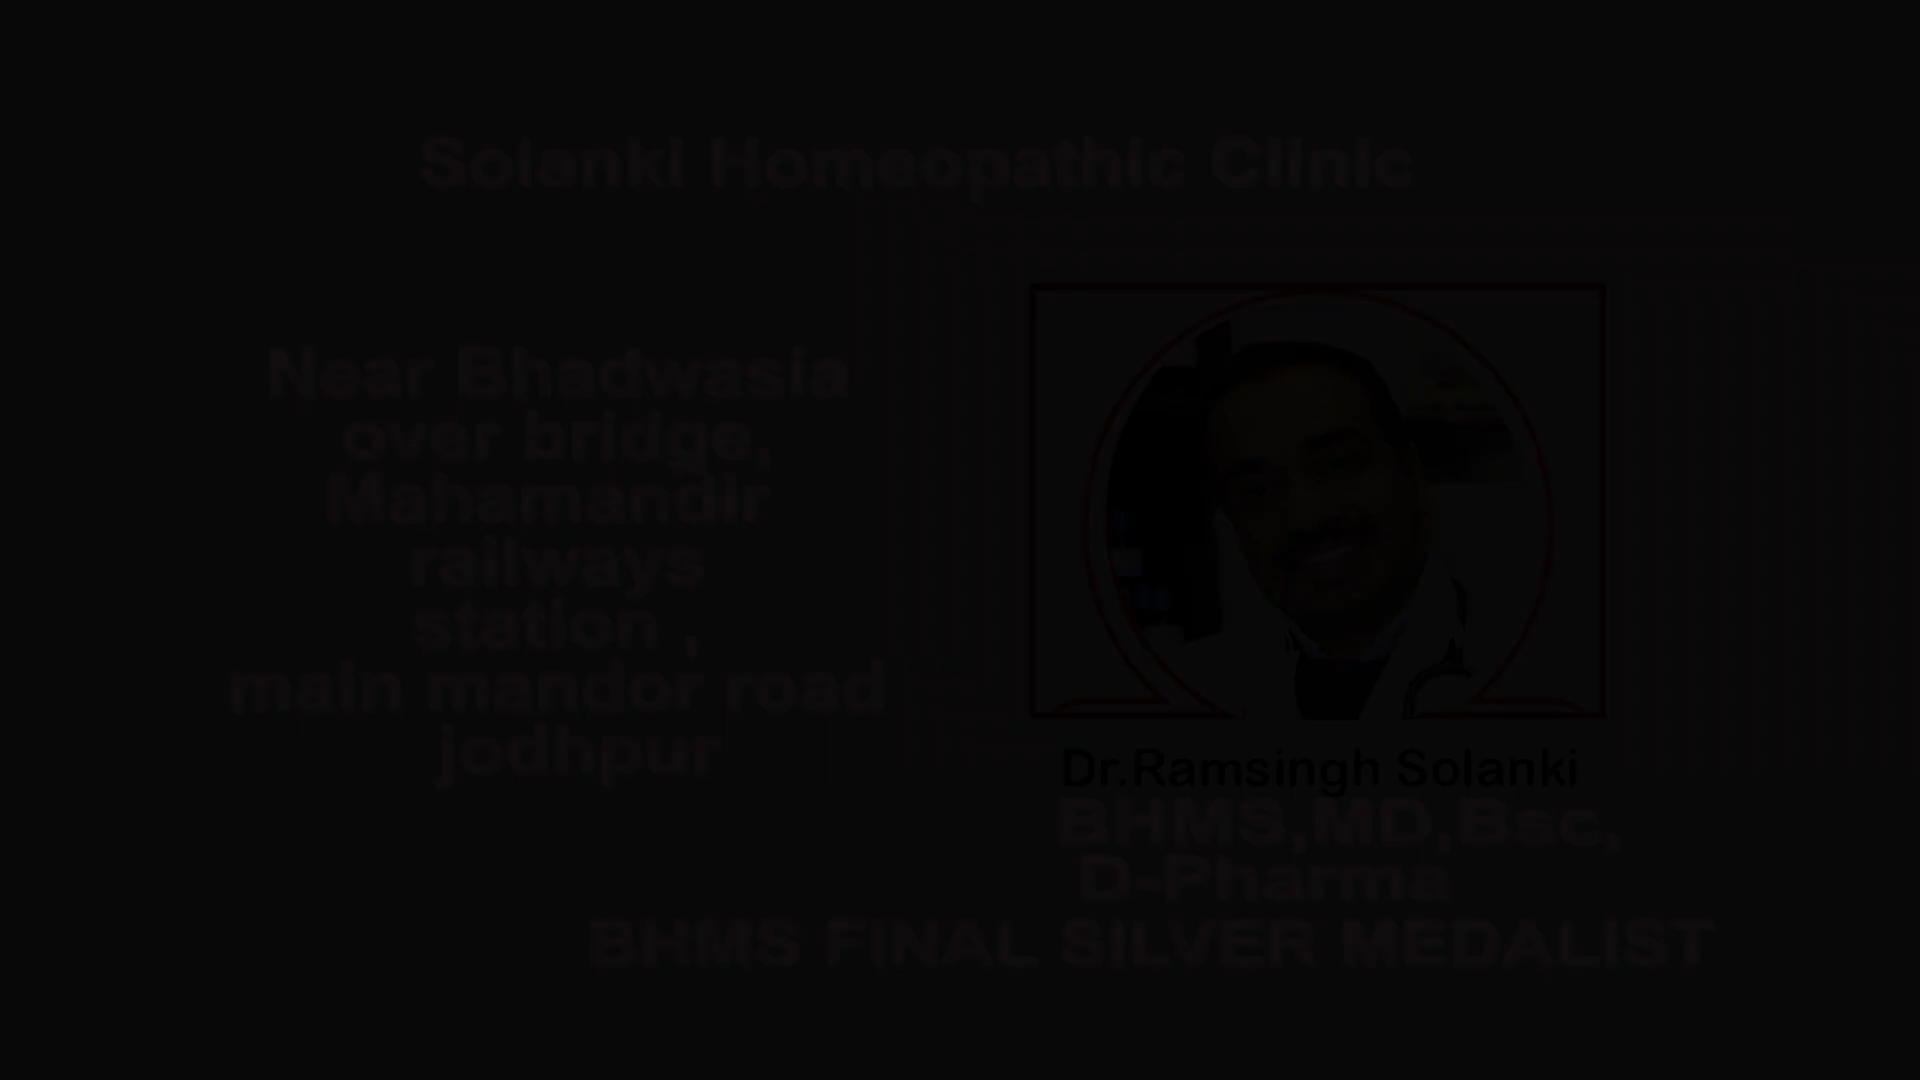 Solanki Homeopathic Clinic
Near Bhadwasia
over bridge,
Mahamandir
railways
station ,
main mandor road
jodhpur
Dr.Ramsingh Solanki
BHMS,MD,Bsc,
D-Pharma
BHMS FINAL SILVER MEDALIST